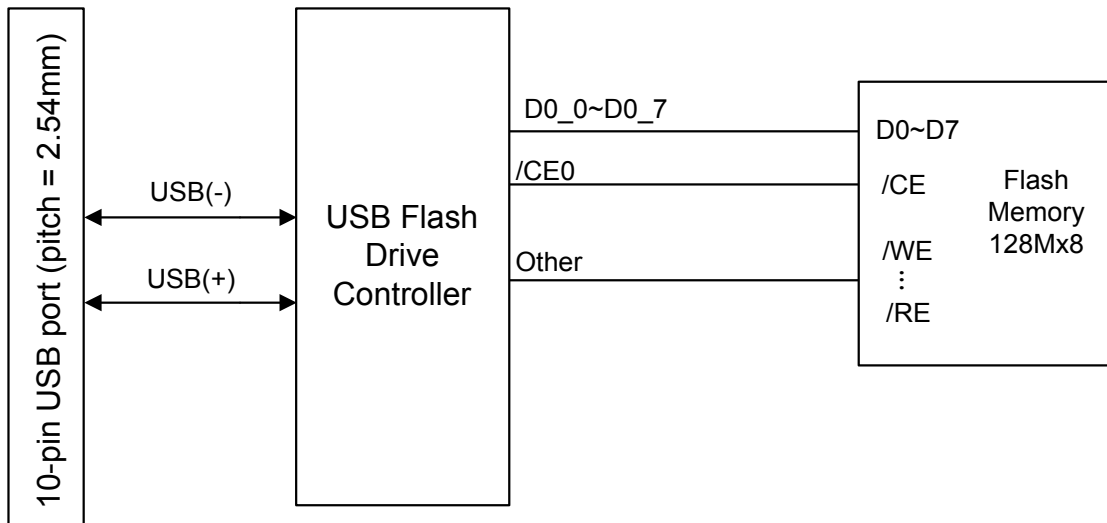 10-pin USB port (pitch = 2.54mm)
USB(-)
USB(+)
USB Flash
Drive
Controller
D0_0~D0_7
/CE0
Other
D0~D7
/CE
/WE
⋮
/RE
Flash
Memory
128Mx8